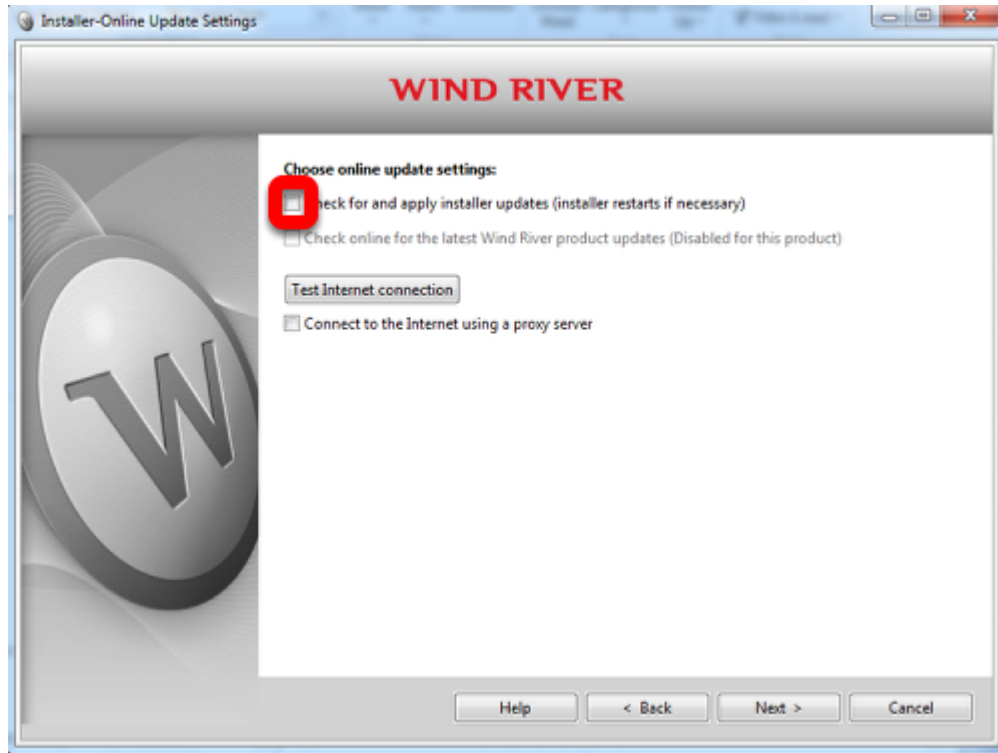 Installer-Online Update Settings
WIND RIVER
Choose online update settings:
heck for and apply installer updates (installer restarts if necessary)
Check online for the latest Wind River product updates (Disabled for this product)
Test Internet connection
Connect to the Internet using a proxy server
W
Help < Back Next > Cancel